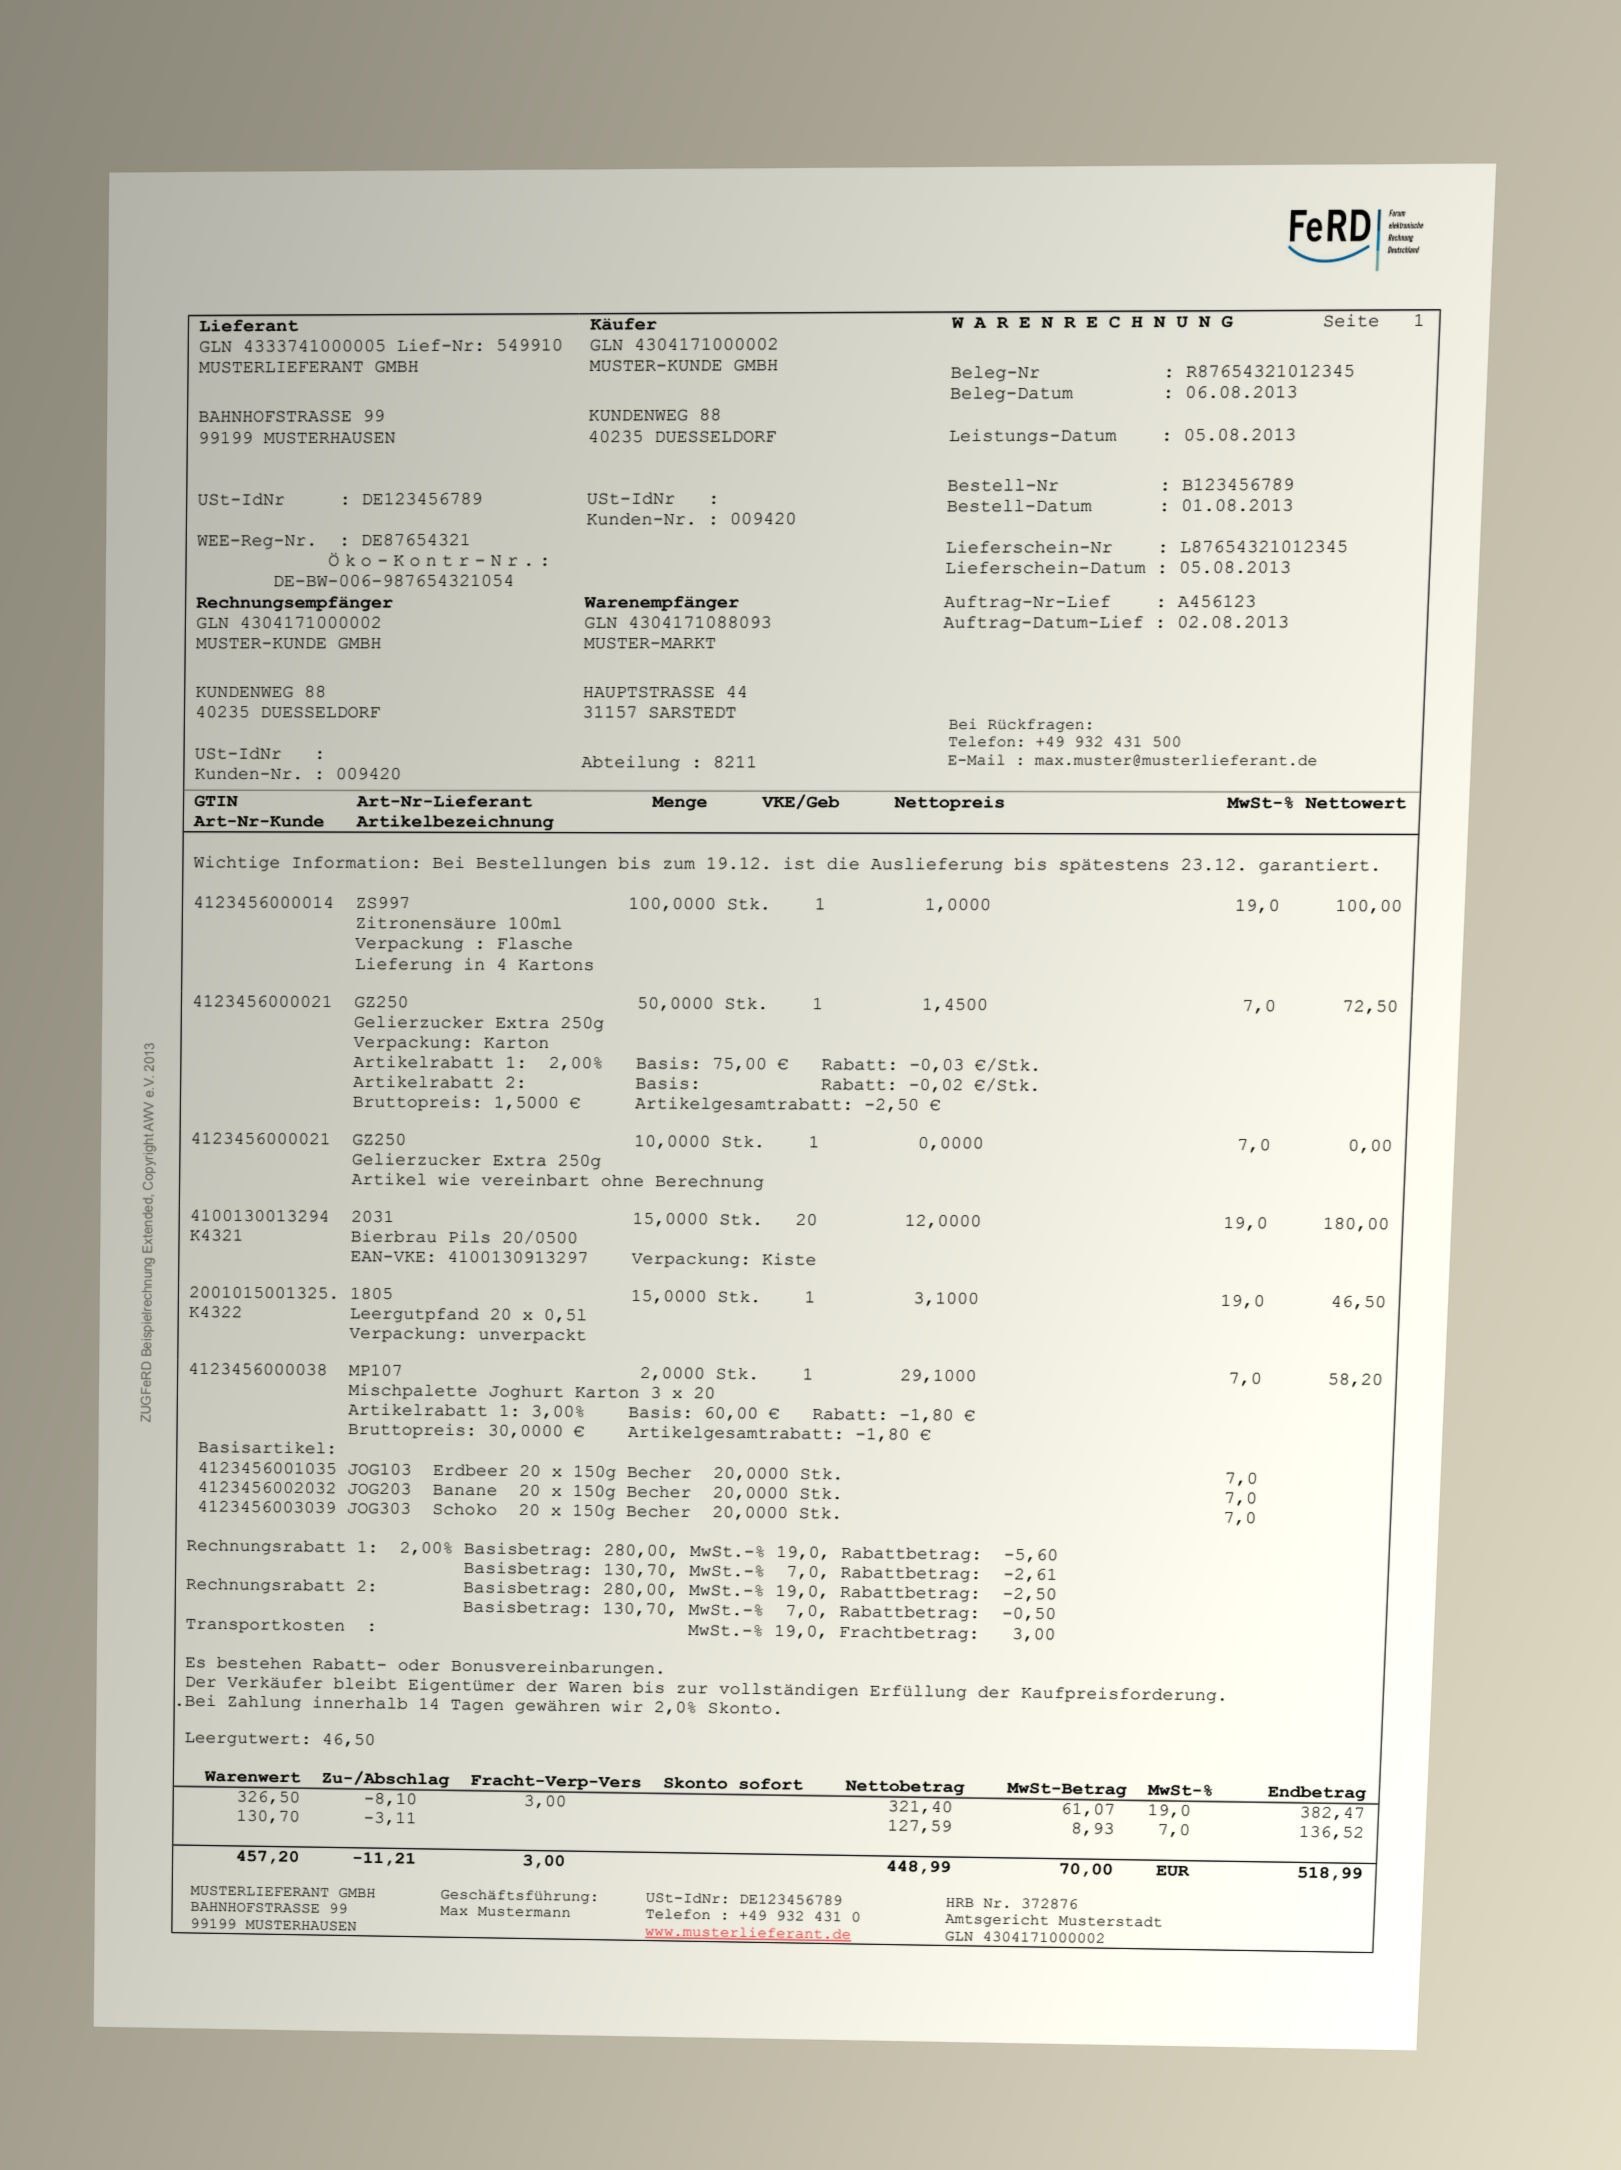 FeRD
Forum
elektronische
Rechnung
Deutschland
Lieferant
GLN 4333741000005 Lief-Nr: 549910
MUSTERLIEFERANT GMBH
BAHNHOFSTRASSE 99
99199 MUSTERHAUSEN
USt-IdNr : DE123456789
WEE-Reg-Nr. : DE87654321
Öko-Kontr-Nr.:
DE-BW-006-987654321054
Käufer
GLN 4304171000002
MUSTER-KUNDE GMBH
KUNDENWEG 88
40235 DUESSELDORF
USt-IdNr :
Kunden-Nr. : 009420
WARENRECHNUNG Seite 1
Beleg-Nr : R87654321012345
Beleg-Datum : 06.08.2013
Leistungs-Datum : 05.08.2013
Bestell-Nr : B123456789
Bestell-Datum : 01.08.2013
Lieferschein-Nr : L87654321012345
Lieferschein-Datum : 05.08.2013
Auftrag-Nr-Lief : A456123
Auftrag-Datum-Lief : 02.08.2013
Rechnungsempfänger
GLN 4304171000002
MUSTER-KUNDE GMBH
KUNDENWEG 88
40235 DUESSELDORF
USt-IdNr :
Kunden-Nr. : 009420
Warenempfänger
GLN 4304171088093
MUSTER-MARKT
HAUPTSTRASSE 44
31157 SARSTEDT
Abteilung : 8211
Bei Rückfragen:
Telefon: +49 932 431 500
E-Mail : max.muster@musterlieferant.de
GTIN Art-Nr-Lieferant Menge VKE/Geb Nettopreis MwSt-% Nettowert
Art-Nr-Kunde Artikelbezeichnung
Wichtige Information: Bei Bestellungen bis zum 19.12. ist die Auslieferung bis spätestens 23.12. garantiert.
4123456000014 ZS997 100,0000 Stk. 1 1,0000 19,0 100,00
Zitronensäure 100ml
Verpackung : Flasche
Lieferung in 4 Kartons
4123456000021 GZ250 50,0000 Stk. 1 1,4500 7,0 72,50
Gelierzucker Extra 250g
Verpackung: Karton
Artikelrabatt 1: 2,00% Basis: 75,00 € Rabatt: -0,03 €/Stk.
Artikelrabatt 2: Basis: Rabatt: -0,02 €/Stk.
Bruttopreis: 1,5000 € Artikelgesamtrabatt: -2,50 €
4123456000021 GZ250 10,0000 Stk. 1 0,0000 7,0 0,00
Gelierzucker Extra 250g
Artikel wie vereinbart ohne Berechnung
4100130013294 2031 15,0000 Stk. 20 12,0000 19,0 180,00
K4321 Bierbrau Pils 20/0500
EAN-VKE: 4100130913297 Verpackung: Kiste
2001015001325. 1805 15,0000 Stk. 1 3,1000 19,0 46,50
K4322 Leergutpfand 20 x 0,5l
Verpackung: unverpackt
4123456000038 MP107 2,0000 Stk. 1 29,1000 7,0 58,20
Mischpalette Joghurt Karton 3 x 20
Artikelrabatt 1: 3,00% Basis: 60,00 € Rabatt: -1,80 €
Bruttopreis: 30,0000 € Artikelgesamtrabatt: -1,80 €
Basisartikel:
4123456001035 JOG103 Erdbeer 20 x 150g Becher 20,0000 Stk. 7,0
4123456002032 JOG203 Banane 20 x 150g Becher 20,0000 Stk. 7,0
4123456003039 JOG303 Schoko 20 x 150g Becher 20,0000 Stk. 7,0
Rechnungsrabatt 1: 2,00% Basisbetrag: 280,00, MwSt.-% 19,0, Rabattbetrag: -5,60
Basisbetrag: 130,70, MwSt.-% 7,0, Rabattbetrag: -2,61
Rechnungsrabatt 2: Basisbetrag: 280,00, MwSt.-% 19,0, Rabattbetrag: -2,50
Basisbetrag: 130,70, MwSt.-% 7,0, Rabattbetrag: -0,50
Transportkosten : MwSt.-% 19,0, Frachtbetrag: 3,00
Es bestehen Rabatt- oder Bonusvereinbarungen.
Der Verkäufer bleibt Eigentümer der Waren bis zur vollständigen Erfüllung der Kaufpreisforderung.
.Bei Zahlung innerhalb 14 Tagen gewähren wir 2,0% Skonto.
Leergutwert: 46,50
Warenwert Zu-/Abschlag Fracht-Verp-Vers Skonto sofort Nettobetrag MwSt-Betrag MwSt-% Endbetrag
326,50 -8,10 3,00 321,40 61,07 19,0 382,47
130,70 -3,11 127,59 8,93 7,0 136,52
457,20 -11,21 3,00 448,99 70,00 EUR 518,99
MUSTERLIEFERANT GMBH
BAHNHOFSTRASSE 99
99199 MUSTERHAUSEN
Geschäftsführung:
Max Mustermann
USt-IdNr: DE123456789
Telefon : +49 932 431 0
www.musterlieferant.de
HRB Nr. 372876
Amtsgericht Musterstadt
GLN 4304171000002
ZUGFeRD Beispielrechnung Extended, Copyright AWV e.V. 2013